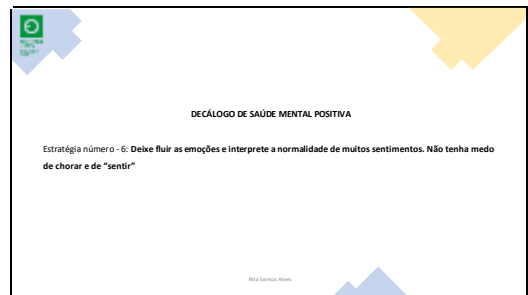 DECÁLOGO DE SAÚDE MENTAL POSITIVA
Estratégia número - 6: Deixe fluir as emoções e interprete a normalidade de muitos sentimentos. Não tenha medo
de chorar e de “sentir”
Rita Santos Alves